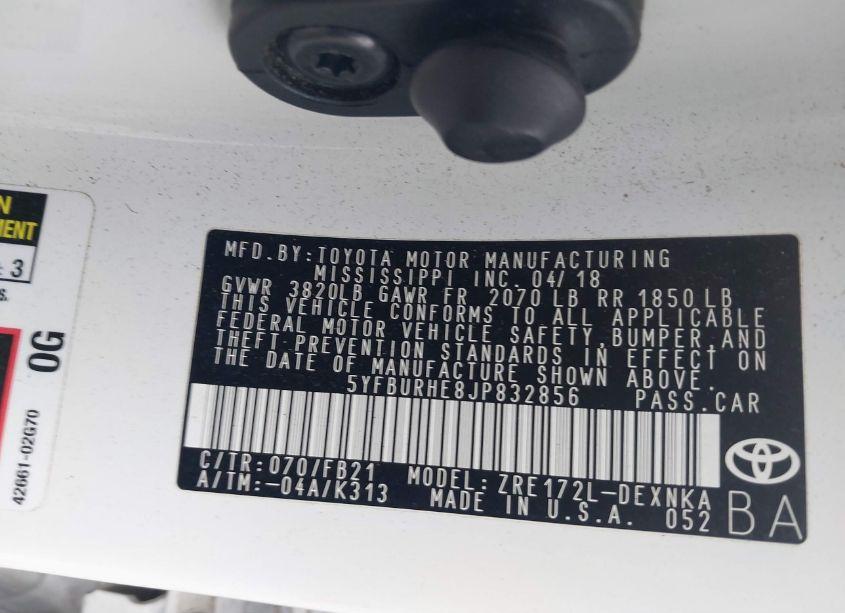 N
MENT
: 3
s.
0G
42661-02G70
MFD.BY:TOYOTA MOTOR MANUFACTURING
MISSISSIPPI INC. 04/18
GVWR 3820LB GAWR FR 2070 LB RR 1850 LB
THIS VEHICLE CONFORMS TO ALL APPLICABLE
FEDERAL MOTOR VEHICLE SAFETY,BUMPER,AND
THEFT PREVENTION STANDARDS IN EFFECT ON
THE DATE OF MANUFACTURE SHOWN ABOVE.
5YFBURHE8JP832856 PASS.CAR
C/TR:070/FB21 MODEL:ZRE172L-DEXNKA
A/TM:-04A/K313 MADE IN U.S.A. 052
BA